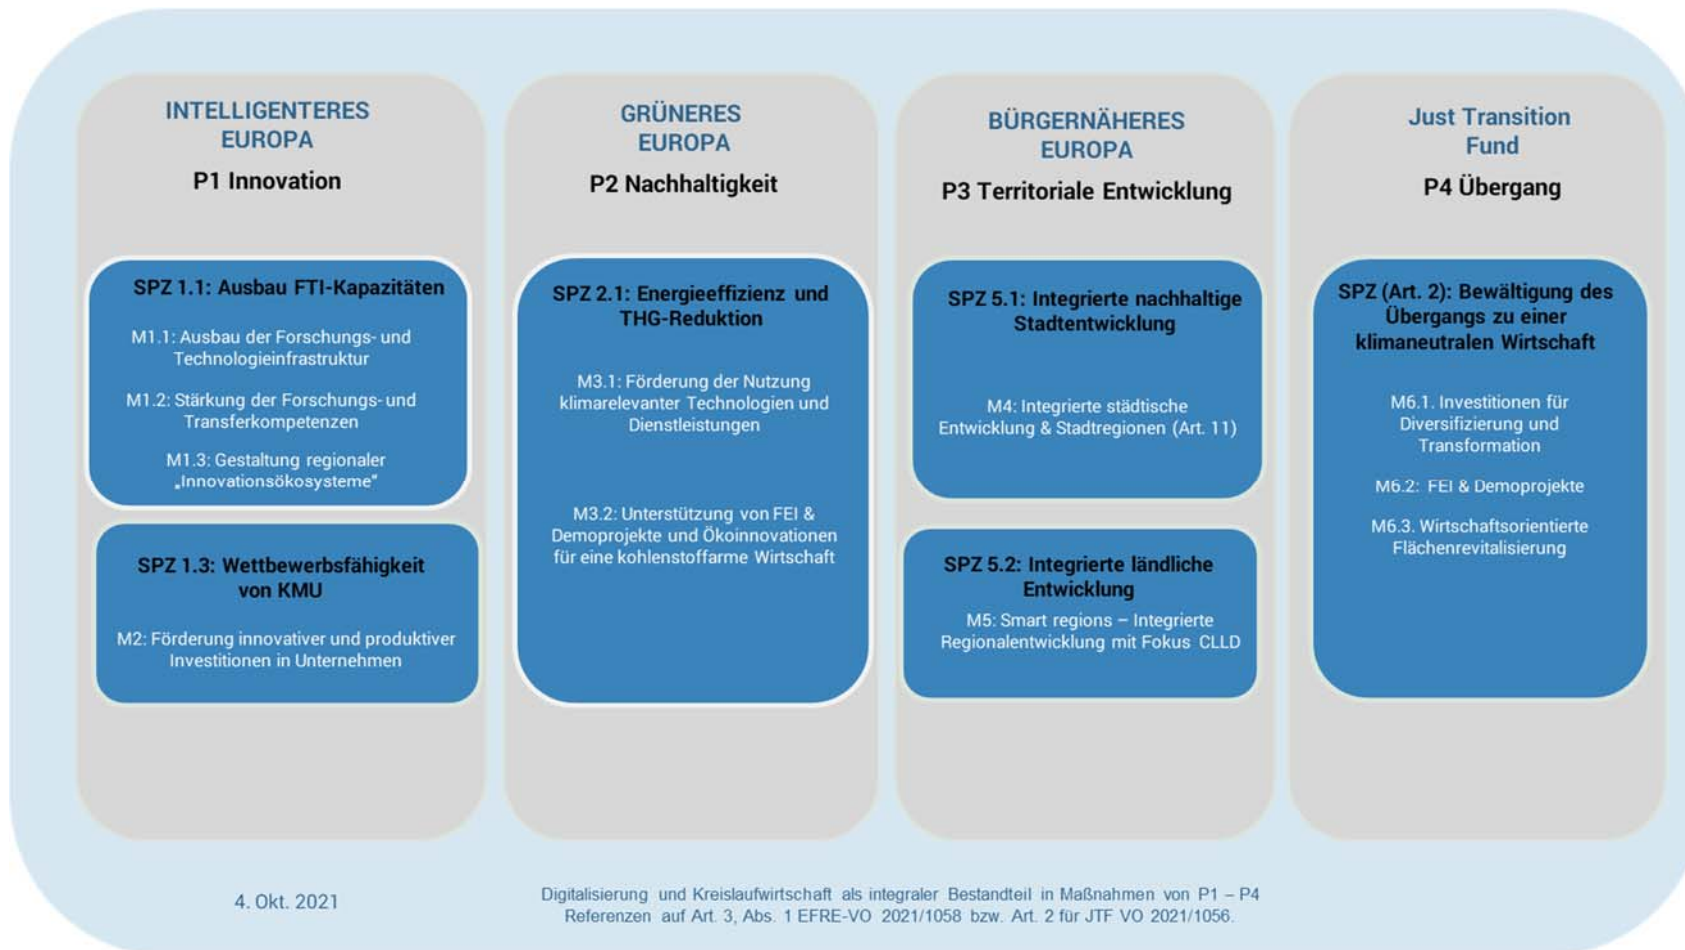 INTELLIGENTERES
EUROPA
P1 Innovation
SPZ 1.1: Ausbau FTI-Kapazitäten
M1.1: Ausbau der Forschungs- und
Technologieinfrastruktur
M1.2: Stärkung der Forschungs- und
Transferkompetenzen
M1.3: Gestaltung regionaler
„Innovationsökosysteme“
SPZ 1.3: Wettbewerbsfähigkeit
von KMU
M2: Förderung innovativer und produktiver
Investitionen in Unternehmen
GRÜNERES
EUROPA
P2 Nachhaltigkeit
SPZ 2.1: Energieeffizienz und
THG-Reduktion
M3.1: Förderung der Nutzung
klimarelevanter Technologien und
Dienstleistungen
M3.2: Unterstützung von FEI &
Demoprojekte und Ökoinnovationen
für eine kohlenstoffarme Wirtschaft
BÜRGERNÄHERES
EUROPA
P3 Territoriale Entwicklung
SPZ 5.1: Integrierte nachhaltige
Stadtentwicklung
M4: Integrierte städtische
Entwicklung & Stadtregionen (Art. 11)
SPZ 5.2: Integrierte ländliche
Entwicklung
M5: Smart regions – Integrierte
Regionalentwicklung mit Fokus CLLD
Just Transition
Fund
P4 Übergang
SPZ (Art. 2): Bewältigung des
Übergangs zu einer
klimaneutralen Wirtschaft
M6.1. Investitionen für
Diversifizierung und
Transformation
M6.2: FEI & Demoprojekte
M6.3. Wirtschaftsorientierte
Flächenrevitalisierung
4. Okt. 2021
Digitalisierung und Kreislaufwirtschaft als integraler Bestandteil in Maßnahmen von P1 – P4
Referenzen auf Art. 3, Abs. 1 EFRE-VO 2021/1058 bzw. Art. 2 für JTF VO 2021/1056.